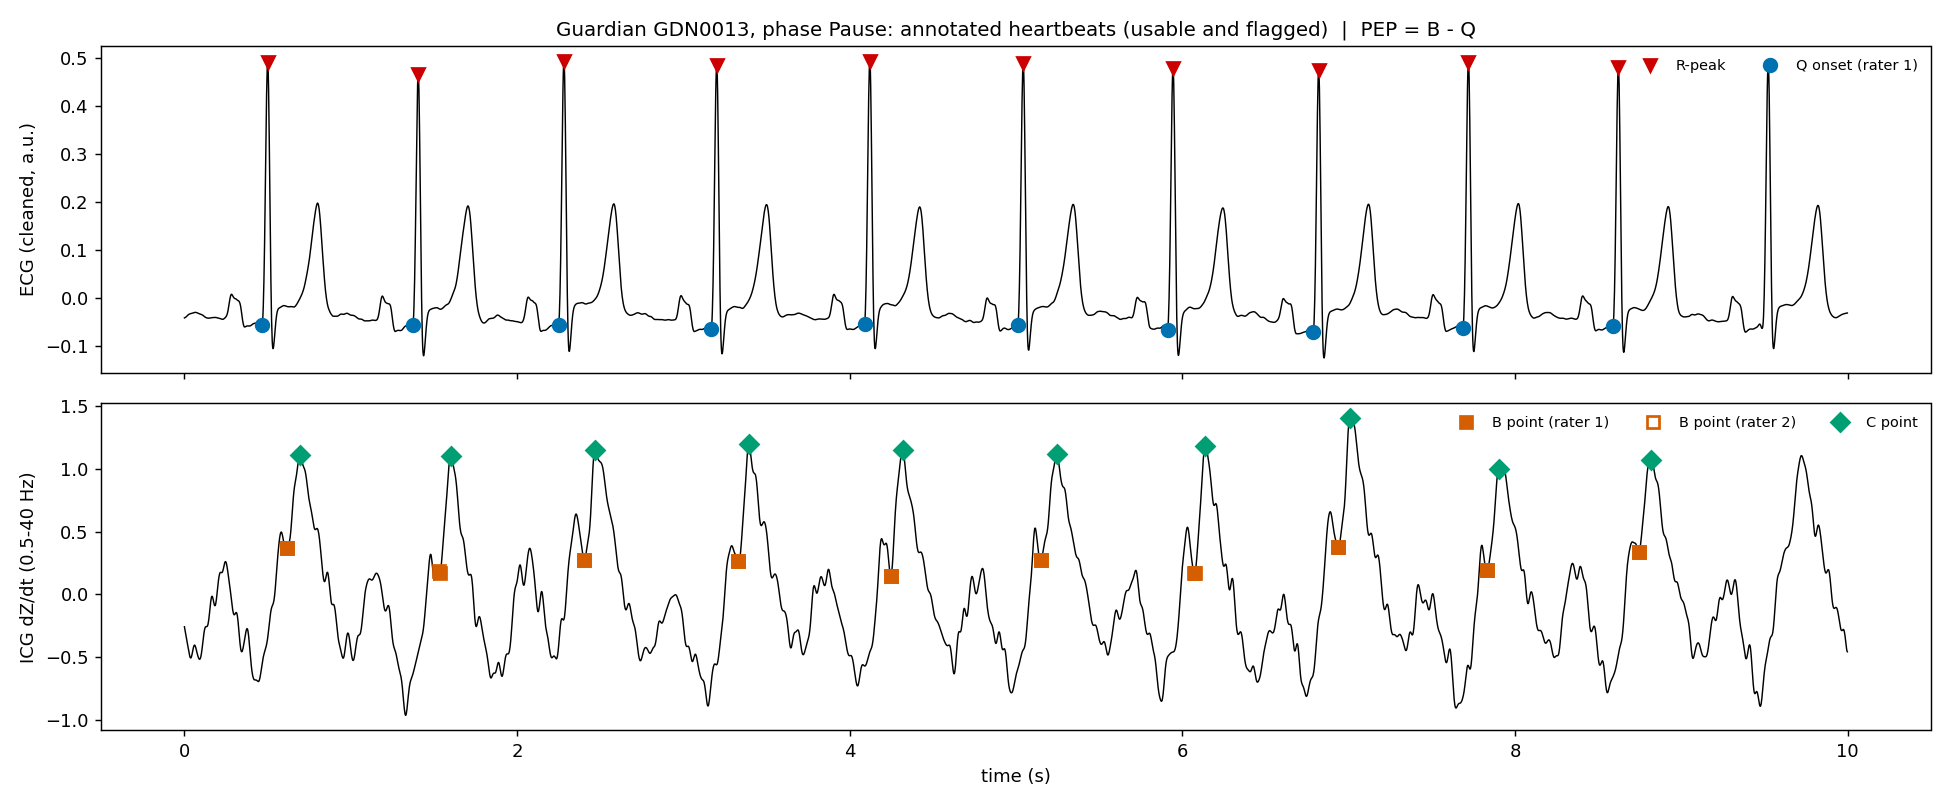 Guardian GDN0013, phase Pause: annotated heartbeats (usable and flagged) | PEP = B - Q
ECG (cleaned, a.u.)
0.5
0.4
0.3
0.2
0.1
0.0
−0.1
R-peak
Q onset (rater 1)
ICG dZ/dt (0.5-40 Hz)
1.5
1.0
0.5
0.0
−0.5
−1.0
B point (rater 1)
B point (rater 2)
C point
0 2 4 6 8 10
time (s)